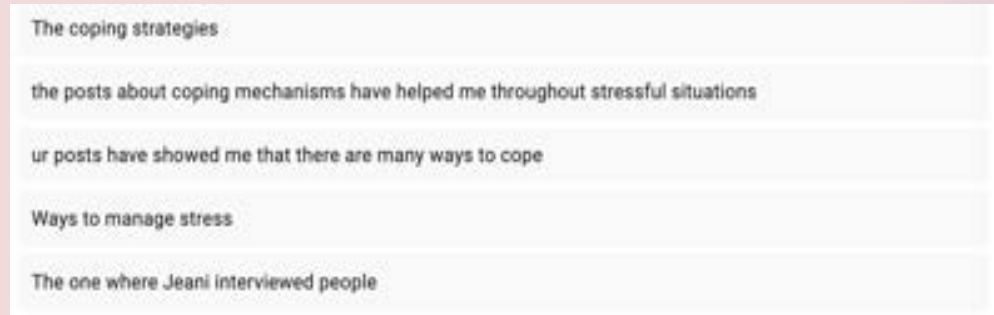 The coping strategies
the posts about coping mechanisms have helped me throughout stressful situations
ur posts have showed me that there are many ways to cope
Ways to manage stress
The one where Jeani interviewed people